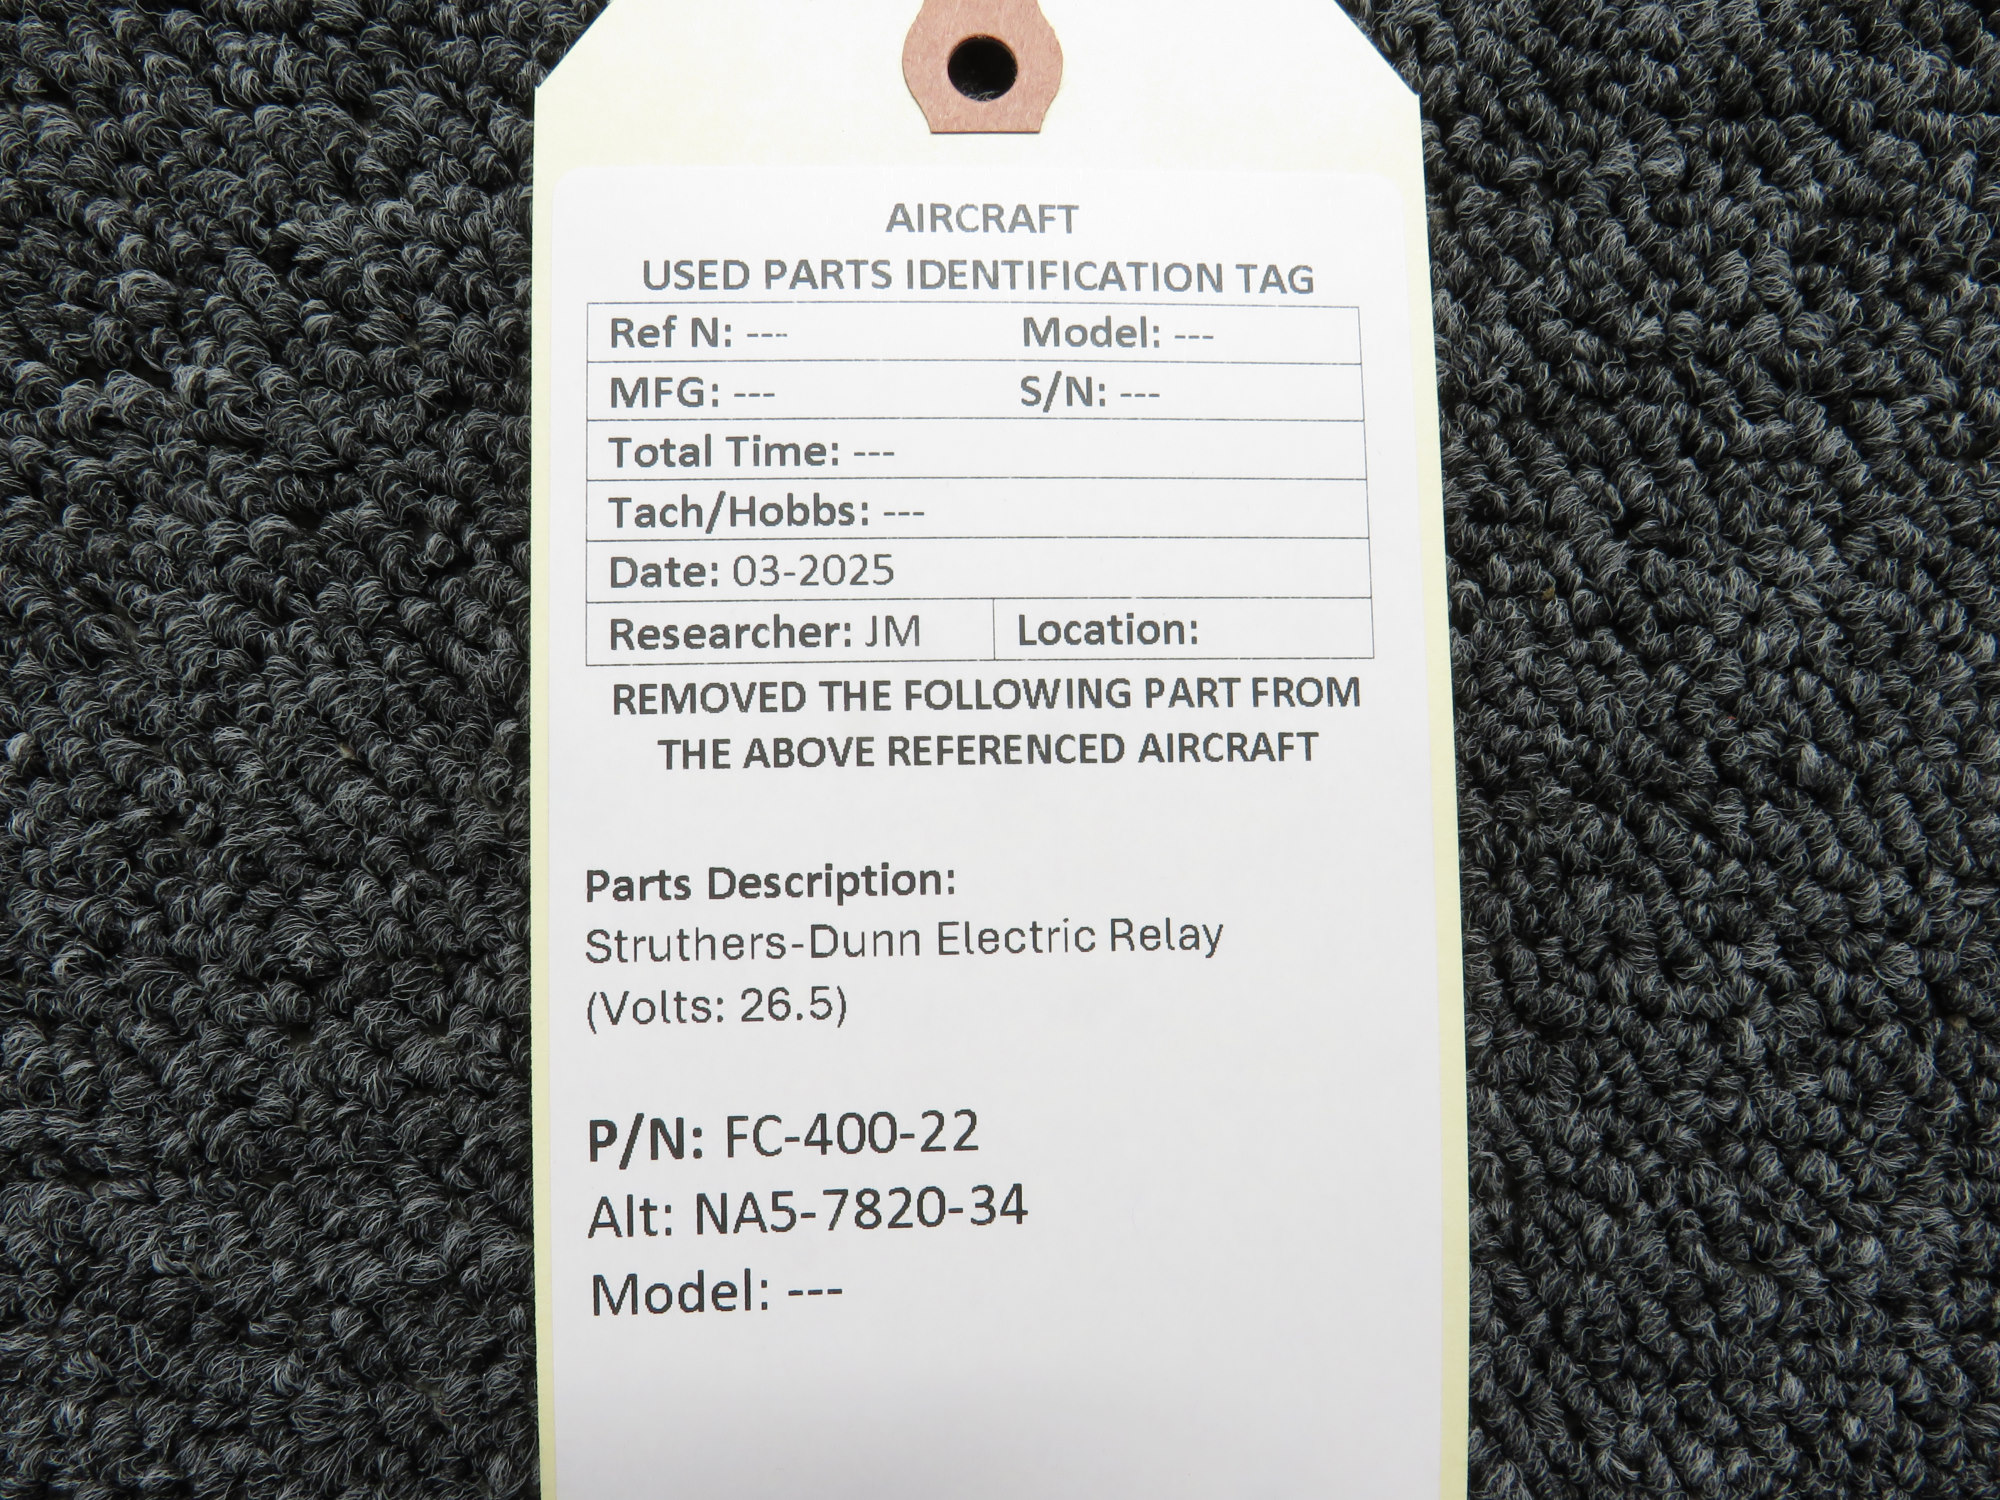 AIRCRAFT
USED PARTS IDENTIFICATION TAG
Ref N: --- Model: ---
MFG: --- S/N: ---
Total Time: ---
Tach/Hobbs: ---
Date: 03-2025
Researcher: JM Location:
REMOVED THE FOLLOWING PART FROM
THE ABOVE REFERENCED AIRCRAFT
Parts Description:
Struthers-Dunn Electric Relay
(Volts: 26.5)
P/N: FC-400-22
Alt: NA5-7820-34
Model: ---